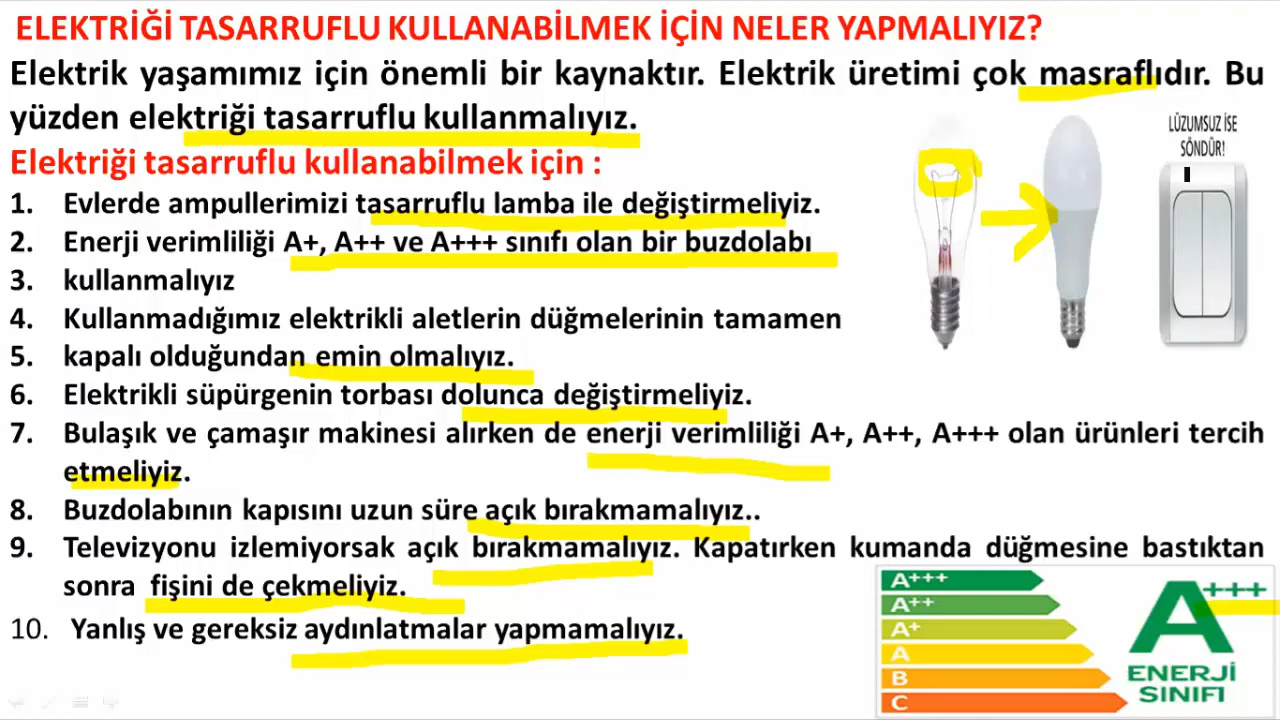 ELEKTRİĞİ TASARRUFLU KULLANABİLMEK İÇİN NELER YAPMALIYIZ?
Elektrik yaşamımız için önemli bir kaynaktır. Elektrik üretimi çok masraflıdır. Bu
yüzden elektriği tasarruflu kullanmalıyız.
Elektriği tasarruflu kullanabilmek için :
1. Evlerde ampullerimizi tasarruflu lamba ile değiştirmeliyiz.
2. Enerji verimliliği A+, A++ ve A+++ sınıfı olan bir buzdolabı
3. kullanmalıyız
4. Kullanmadığımız elektrikli aletlerin düğmelerinin tamamen
5. kapalı olduğundan emin olmalıyız.
6. Elektrikli süpürgenin torbası dolunca değiştirmeliyiz.
7. Bulaşık ve çamaşır makinesi alırken de enerji verimliliği A+, A++, A+++ olan ürünleri tercih
etmeliyiz.
8. Buzdolabının kapısını uzun süre açık bırakmamalıyız..
9. Televizyonu izlemiyorsak açık bırakmamalıyız. Kapatırken kumanda düğmesine bastıktan
sonra fişini de çekmeliyiz.
10. Yanlış ve gereksiz aydınlatmalar yapmamalıyız.
LÜZUMSUZ İSE
SÖNDÜR!
A+++
A++
A+
A
B
C
A+++
ENERJİ
SINIFI